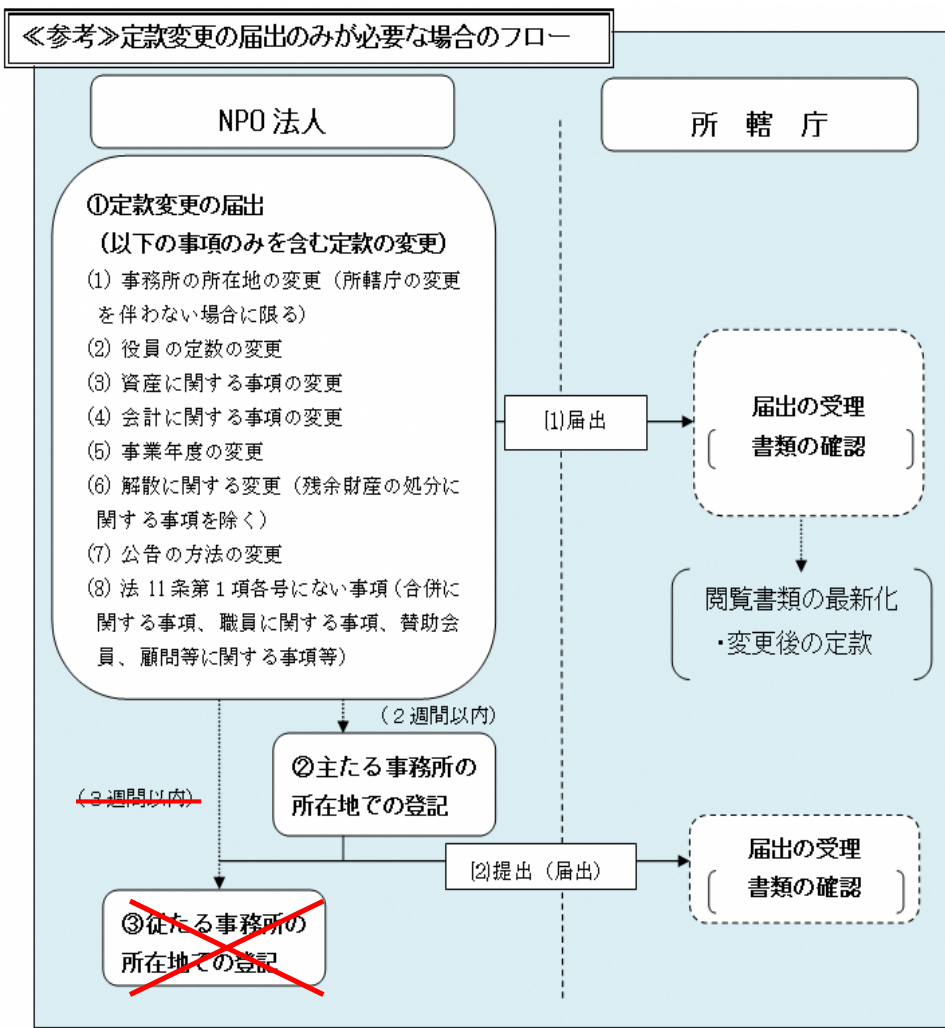 ≪参考≫定款変更の届出のみが必要な場合のフロー
NPO法人
所 轄 庁
①定款変更の届出
(以下の事項のみを含む定款の変更)
(1) 事務所の所在地の変更（所轄庁の変更
を伴わない場合に限る）
(2) 役員の定数の変更
(3) 資産に関する事項の変更
(4) 会計に関する事項の変更
(5) 事業年度の変更
(6) 解散に関する変更（残余財産の処分に
関する事項を除く）
(7) 公告の方法の変更
(8) 法 11 条第１項各号にない事項（合併に
関する事項、職員に関する事項、賛助会
員、顧問等に関する事項等）
(1)届出
届出の受理
書類の確認
閲覧書類の最新化
・変更後の定款
(２週間以内)
②主たる事務所の
所在地での登記
(３週間以内)
(2)提出（届出）
届出の受理
書類の確認
③従たる事務所の
所在地での登記